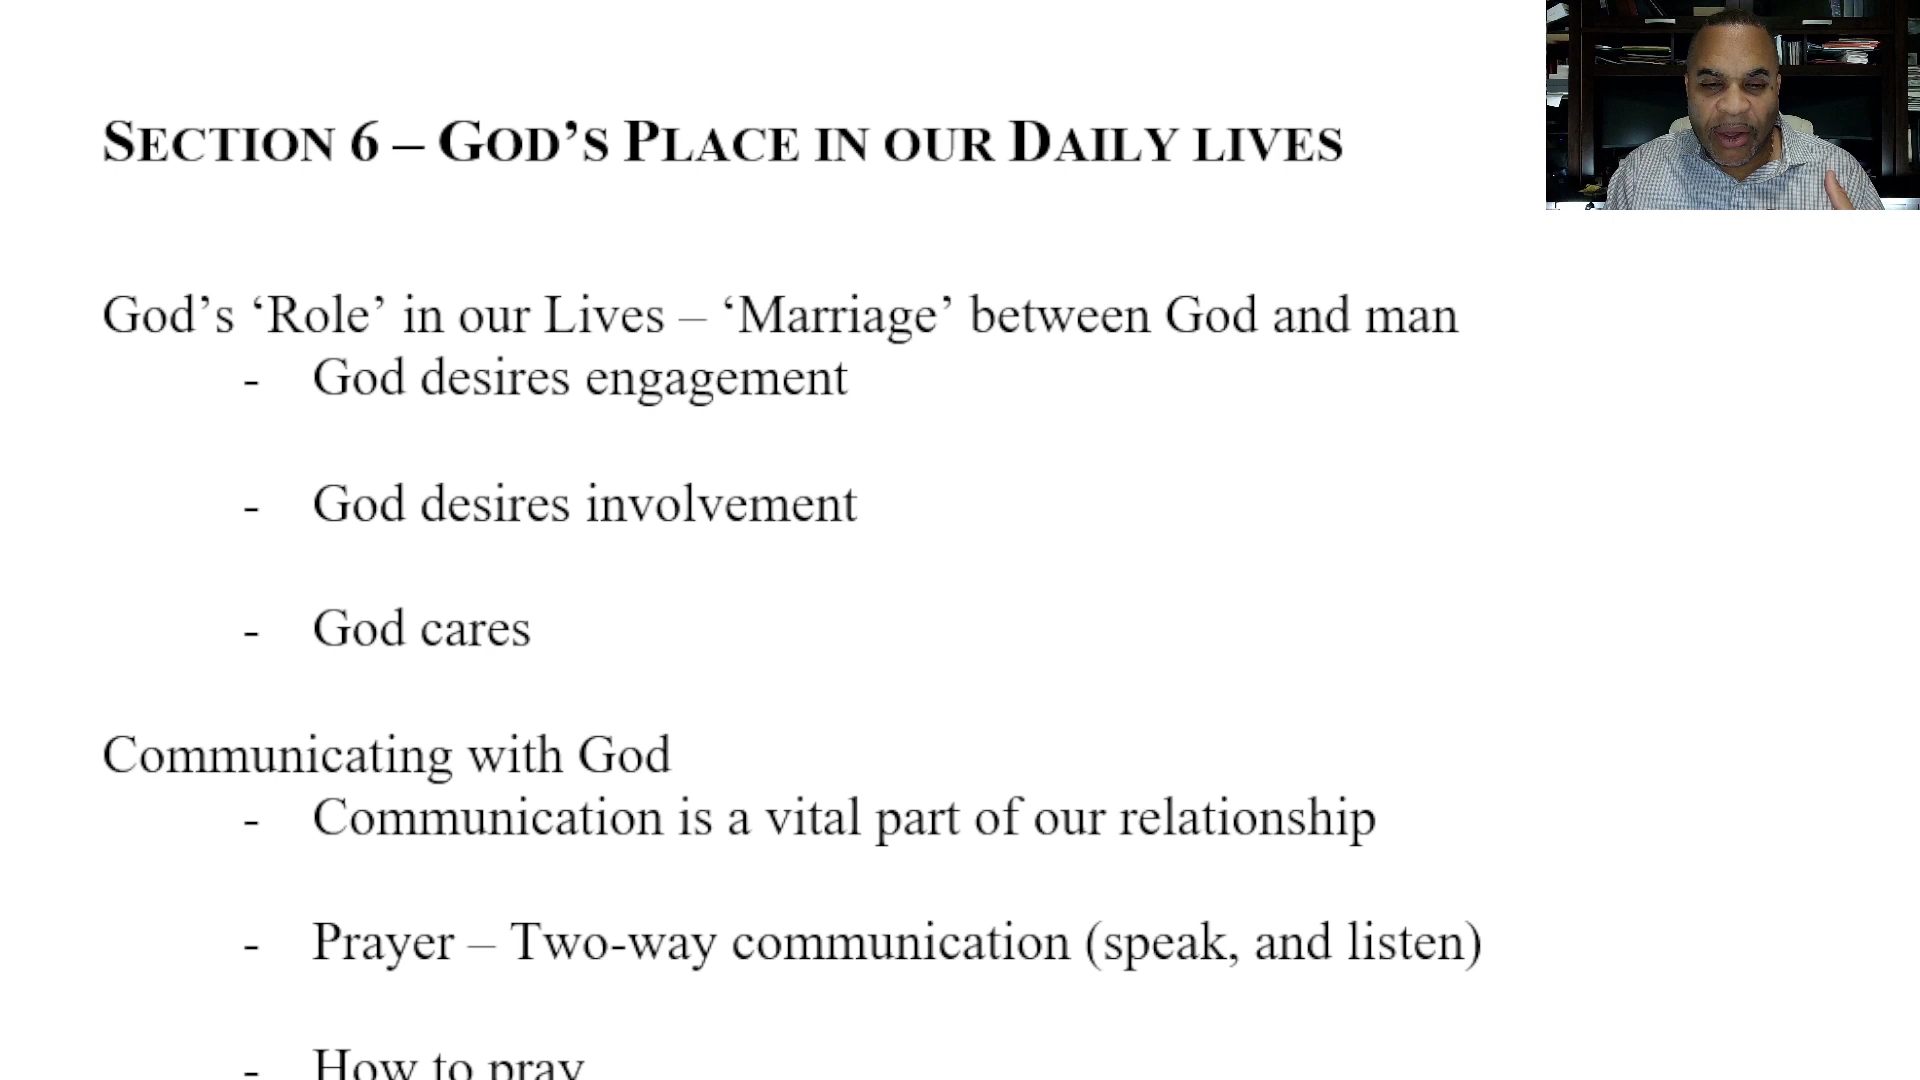 SECTION 6 – GOD’S PLACE IN OUR DAILY LIVES
God’s ‘Role’ in our Lives – ‘Marriage’ between God and man
- God desires engagement
- God desires involvement
- God cares
Communicating with God
- Communication is a vital part of our relationship
- Prayer – Two-way communication (speak, and listen)
- How to pray